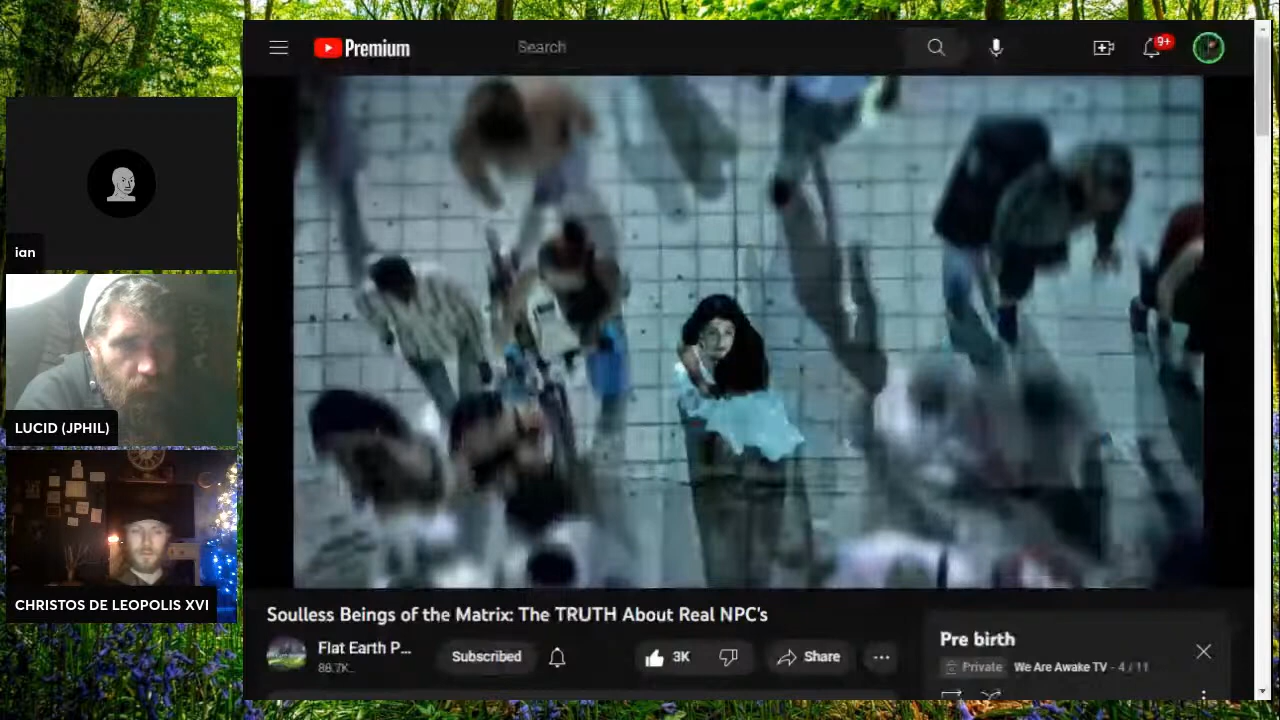 Premium
Search
9+
ian
LUCID (JPHIL)
CHRISTOS DE LEOPOLIS XVI
Soulless Beings of the Matrix: The TRUTH About Real NPC's
Flat Earth P...
Subscribed
3K
Share
Pre birth
Private
We Are Awake TV - 4 / 11